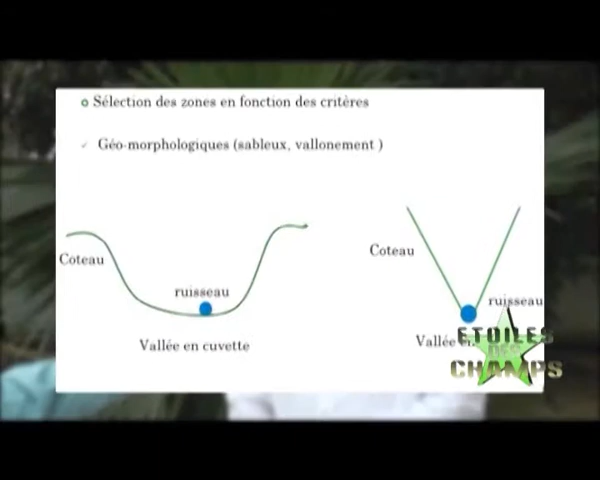 Sélection des zones en fonction des critères
Géo-morphologiques (sableux, vallonement )
Coteau
ruisseau
Vallée en cuvette
Coteau
ruisseau
Vallée
ETOILES
DES
CHAMPS